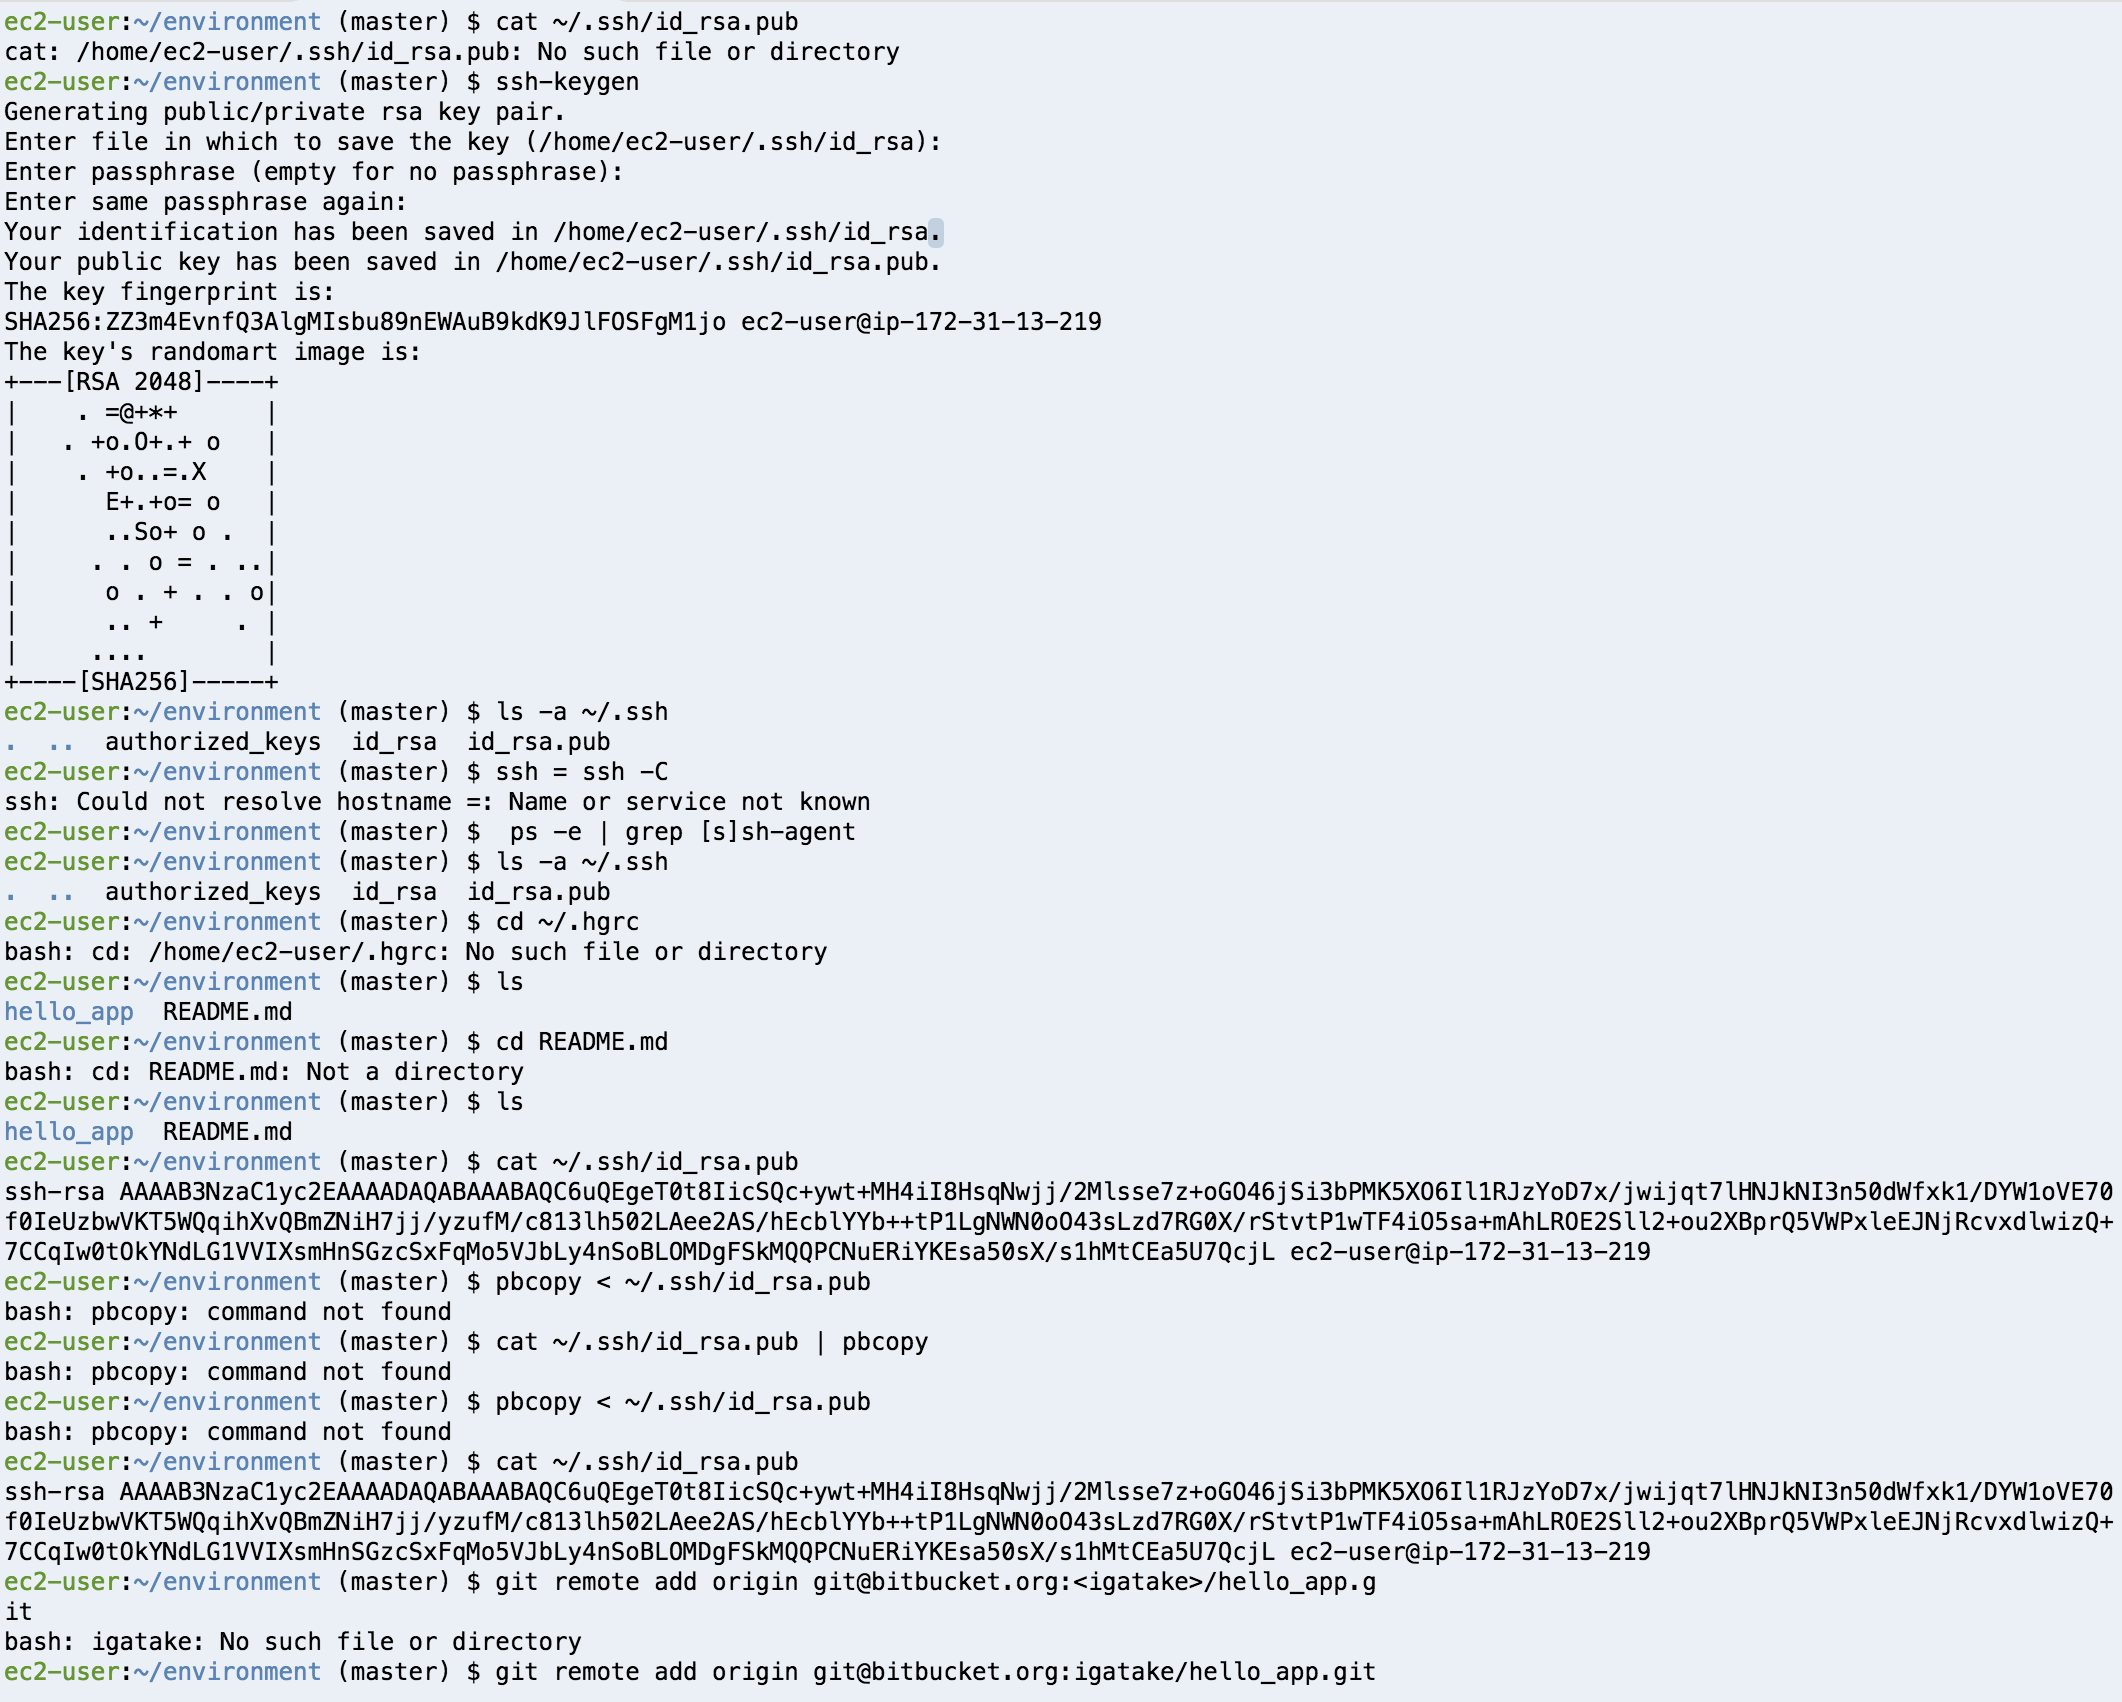 ec2-user:~/environment (master) $ cat ~/.ssh/id_rsa.pub
cat: /home/ec2-user/.ssh/id_rsa.pub: No such file or directory
ec2-user:~/environment (master) $ ssh-keygen
Generating public/private rsa key pair.
Enter file in which to save the key (/home/ec2-user/.ssh/id_rsa):
Enter passphrase (empty for no passphrase):
Enter same passphrase again:
Your identification has been saved in /home/ec2-user/.ssh/id_rsa.
Your public key has been saved in /home/ec2-user/.ssh/id_rsa.pub.
The key fingerprint is:
SHA256:ZZ3m4EvnfQ3AlgMIsbu89nEWAuB9kdK9JlFOSFgM1jo ec2-user@ip-172-31-13-219
The key's randomart image is:
+---[RSA 2048]----+
|    . =@+*+      |
|   . +o.O+.+ o   |
|    . +o..=.X    |
|      E+.+o= o   |
|      ..So+ o .  |
|     . . o = . ..|
|      o . + . . o|
|      .. +     . |
|     ....        |
+----[SHA256]-----+
ec2-user:~/environment (master) $ ls -a ~/.ssh
.  ..  authorized_keys  id_rsa  id_rsa.pub
ec2-user:~/environment (master) $ ssh = ssh -C
ssh: Could not resolve hostname =: Name or service not known
ec2-user:~/environment (master) $  ps -e | grep [s]sh-agent
ec2-user:~/environment (master) $ ls -a ~/.ssh
.  ..  authorized_keys  id_rsa  id_rsa.pub
ec2-user:~/environment (master) $ cd ~/.hgrc
bash: cd: /home/ec2-user/.hgrc: No such file or directory
ec2-user:~/environment (master) $ ls
hello_app  README.md
ec2-user:~/environment (master) $ cd README.md
bash: cd: README.md: Not a directory
ec2-user:~/environment (master) $ ls
hello_app  README.md
ec2-user:~/environment (master) $ cat ~/.ssh/id_rsa.pub
ssh-rsa AAAAB3NzaC1yc2EAAAADAQABAAABAQC6uQEgeT0t8IicSQc+ywt+MH4iI8HsqNwjj/2Mlsse7z+oGO46jSi3bPMK5XO6Il1RJzYoD7x/jwijqt7lHNJkNI3n50dWfxk1/DYW1oVE70
f0IeUzbwVKT5WQqihXvQBmZNiH7jj/yzufM/c813lh502LAee2AS/hEcblYYb++tP1LgNWN0oO43sLzd7RG0X/rStvtP1wTF4iO5sa+mAhLROE2Sll2+ou2XBprQ5VWPxleEJNjRcvxdlwizQ+
7CCqIw0tOkYNdLG1VVIXsmHnSGzcSxFqMo5VJbLy4nSoBLOMDgFSkMQQPCNuERiYKEsa50sX/s1hMtCEa5U7QcjL ec2-user@ip-172-31-13-219
ec2-user:~/environment (master) $ pbcopy < ~/.ssh/id_rsa.pub
bash: pbcopy: command not found
ec2-user:~/environment (master) $ cat ~/.ssh/id_rsa.pub | pbcopy
bash: pbcopy: command not found
ec2-user:~/environment (master) $ pbcopy < ~/.ssh/id_rsa.pub
bash: pbcopy: command not found
ec2-user:~/environment (master) $ cat ~/.ssh/id_rsa.pub
ssh-rsa AAAAB3NzaC1yc2EAAAADAQABAAABAQC6uQEgeT0t8IicSQc+ywt+MH4iI8HsqNwjj/2Mlsse7z+oGO46jSi3bPMK5XO6Il1RJzYoD7x/jwijqt7lHNJkNI3n50dWfxk1/DYW1oVE70
f0IeUzbwVKT5WQqihXvQBmZNiH7jj/yzufM/c813lh502LAee2AS/hEcblYYb++tP1LgNWN0oO43sLzd7RG0X/rStvtP1wTF4iO5sa+mAhLROE2Sll2+ou2XBprQ5VWPxleEJNjRcvxdlwizQ+
7CCqIw0tOkYNdLG1VVIXsmHnSGzcSxFqMo5VJbLy4nSoBLOMDgFSkMQQPCNuERiYKEsa50sX/s1hMtCEa5U7QcjL ec2-user@ip-172-31-13-219
ec2-user:~/environment (master) $ git remote add origin git@bitbucket.org:<igatake>/hello_app.g
it
bash: igatake: No such file or directory
ec2-user:~/environment (master) $ git remote add origin git@bitbucket.org:igatake/hello_app.git